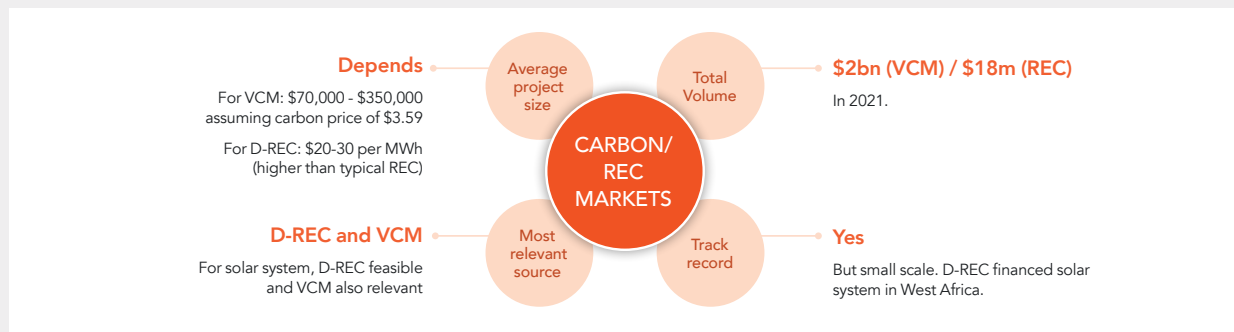 Depends
For VCM: $70,000 - $350,000
assuming carbon price of $3.59
For D-REC: $20-30 per MWh
(higher than typical REC)
Average
project
size
Total
Volume
$2bn (VCM) / $18m (REC)
In 2021.
CARBON/
REC
MARKETS
D-REC and VCM
For solar system, D-REC feasible
and VCM also relevant
Most
relevant
source
Track
record
Yes
But small scale. D-REC financed solar
system in West Africa.